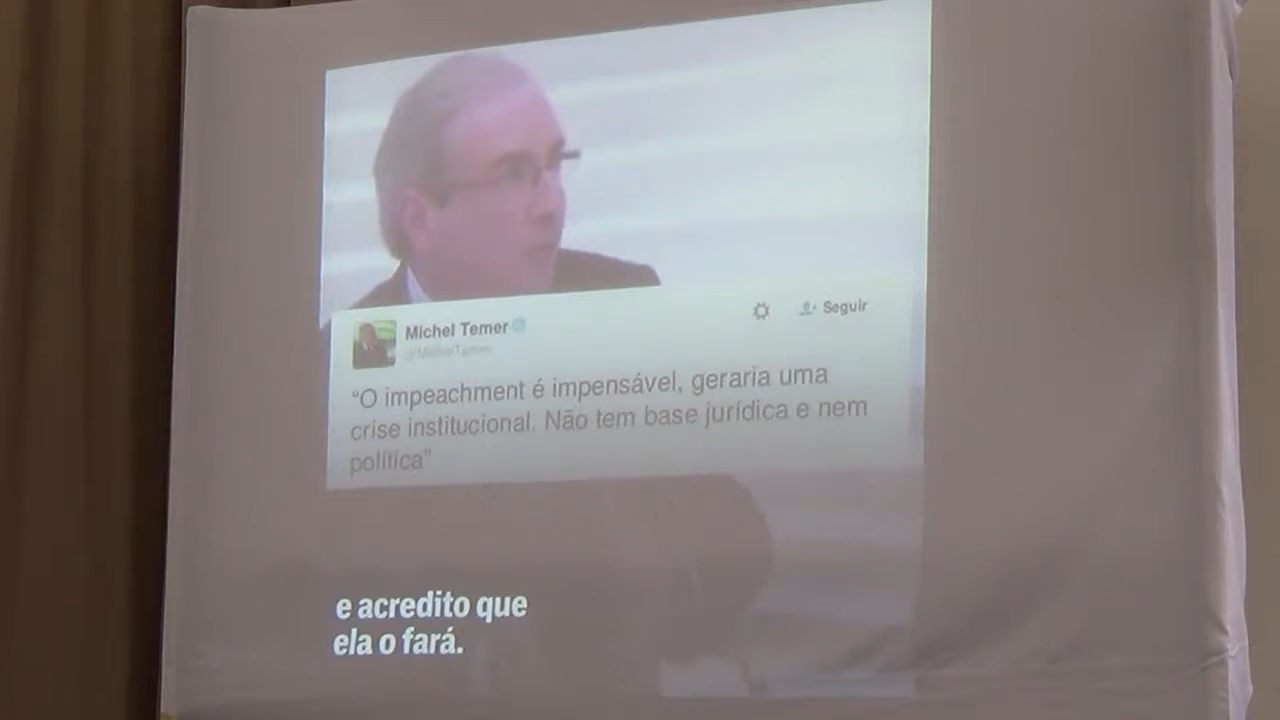 Michel Temer
Seguir
“O impeachment é impensável, geraria uma
crise institucional. Não tem base jurídica e nem
política”
e acredito que
ela o fará.